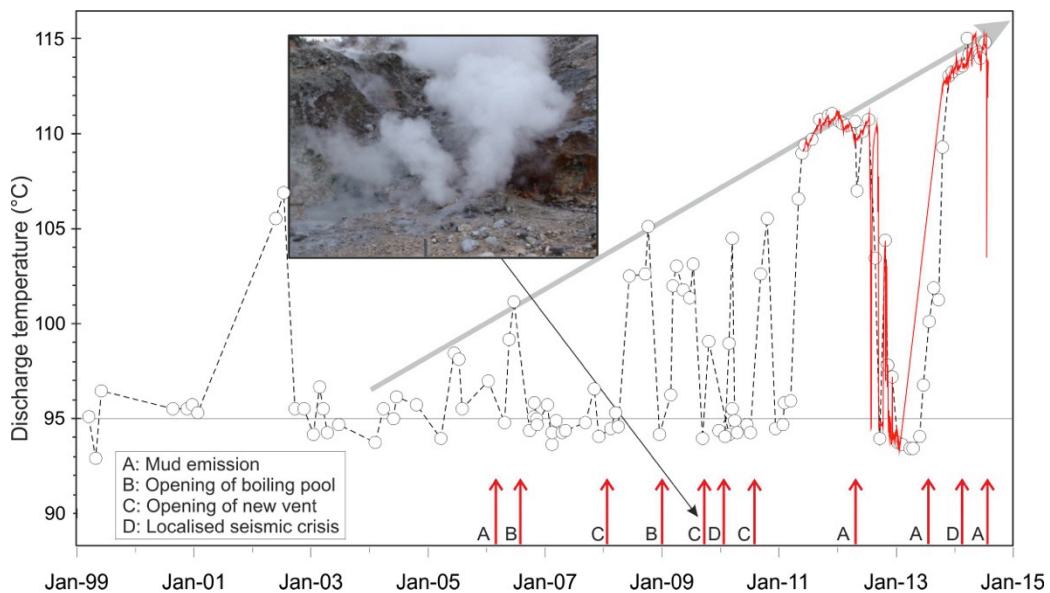 115
110
105
100
95
90
Discharge temperature (°C)
A: Mud emission
B: Opening of boiling pool
C: Opening of new vent
D: Localised seismic crisis
A B C B C D C A A D A
Jan-99 Jan-01 Jan-03 Jan-05 Jan-07 Jan-09 Jan-11 Jan-13 Jan-15